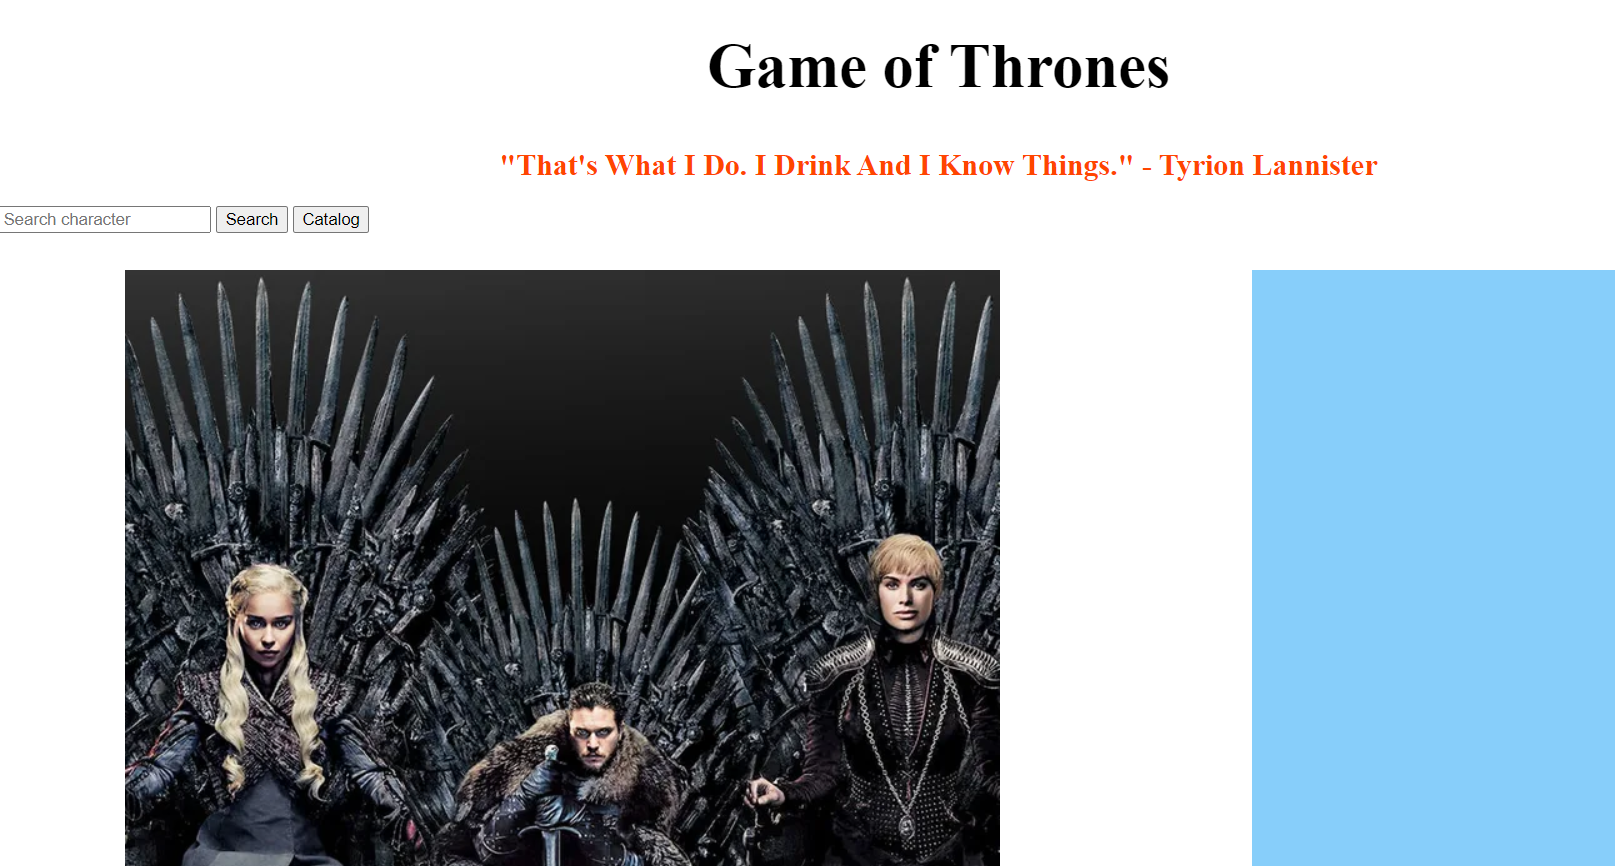 Game of Thrones
"That's What I Do. I Drink And I Know Things." - Tyrion Lannister
Search character Search Catalog